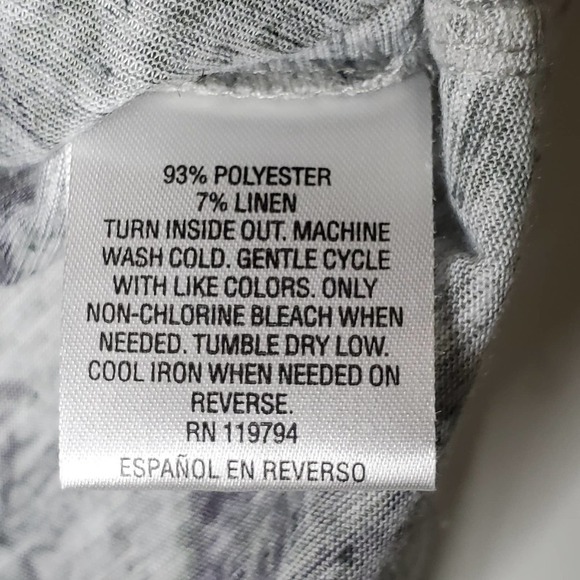 93% POLYESTER
7% LINEN
TURN INSIDE OUT. MACHINE
WASH COLD. GENTLE CYCLE
WITH LIKE COLORS. ONLY
NON-CHLORINE BLEACH WHEN
NEEDED. TUMBLE DRY LOW.
COOL IRON WHEN NEEDED ON
REVERSE.
RN 119794
ESPAÑOL EN REVERSO